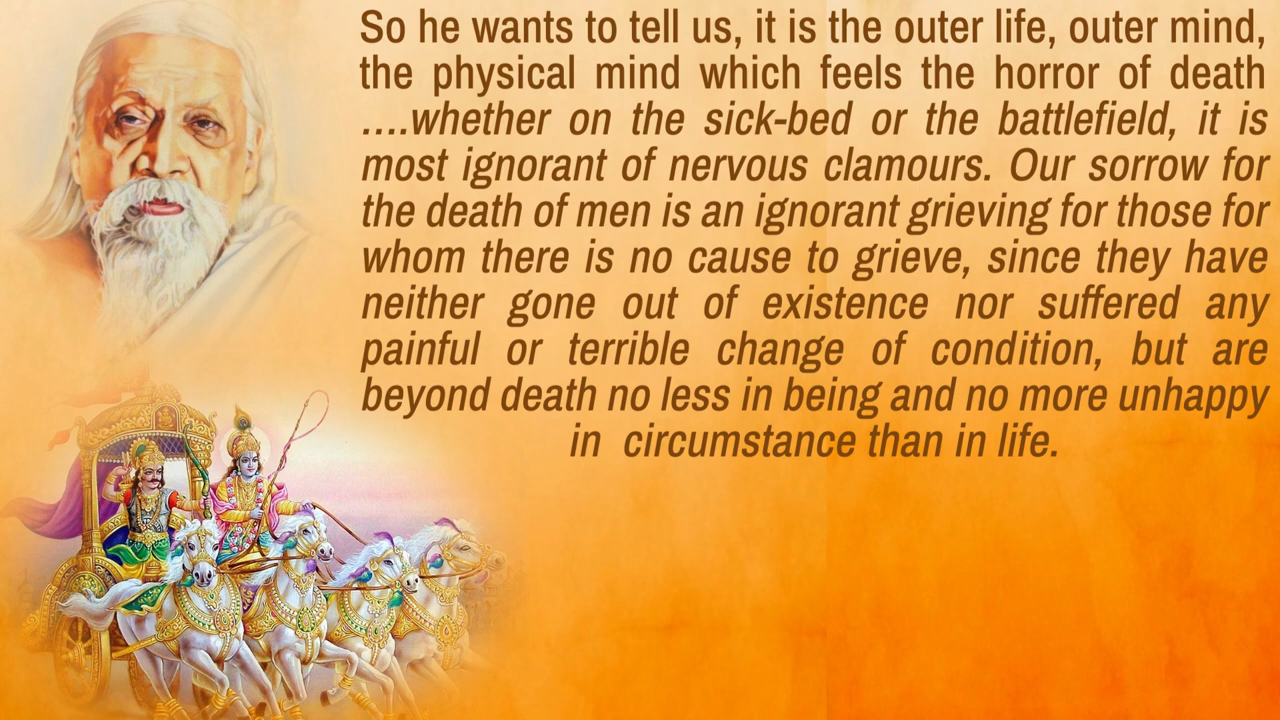 So he wants to tell us, it is the outer life, outer mind,
the physical mind which feels the horror of death
....whether on the sick-bed or the battlefield, it is
most ignorant of nervous clamours. Our sorrow for
the death of men is an ignorant grieving for those for
whom there is no cause to grieve, since they have
neither gone out of existence nor suffered any
painful or terrible change of condition, but are
beyond death no less in being and no more unhappy
in circumstance than in life.